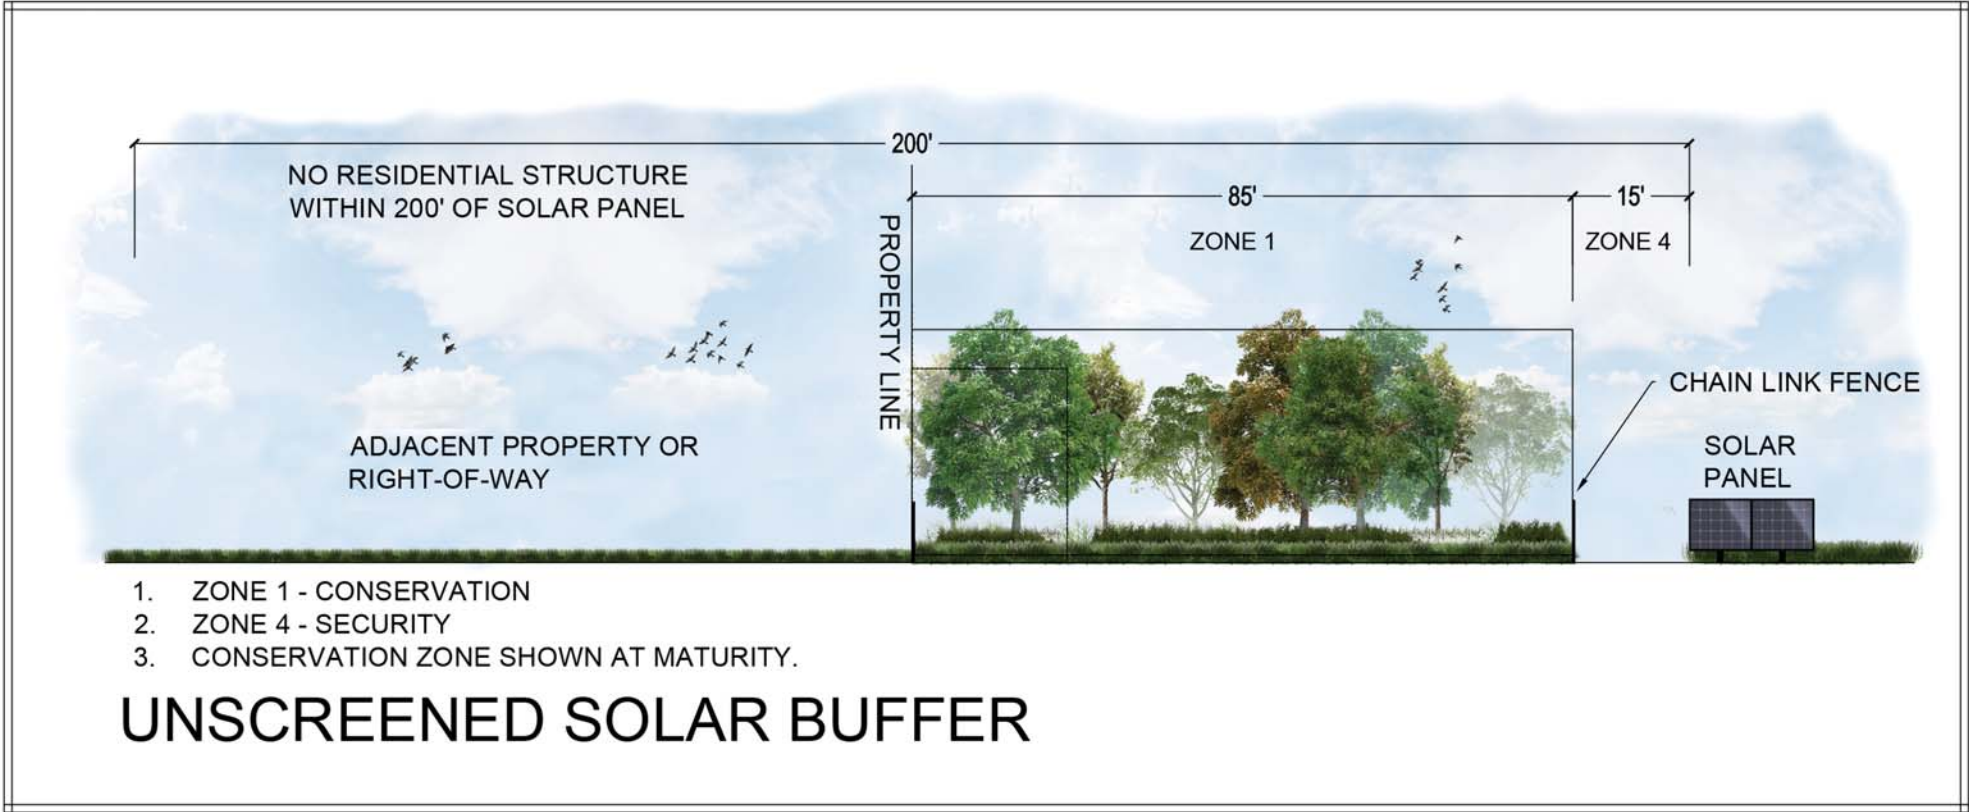 200'
NO RESIDENTIAL STRUCTURE
WITHIN 200' OF SOLAR PANEL
85'
15'
ZONE 1
ZONE 4
PROPERTY LINE
CHAIN LINK FENCE
ADJACENT PROPERTY OR
RIGHT-OF-WAY
SOLAR
PANEL
1. ZONE 1 - CONSERVATION
2. ZONE 4 - SECURITY
3. CONSERVATION ZONE SHOWN AT MATURITY.
UNSCREENED SOLAR BUFFER